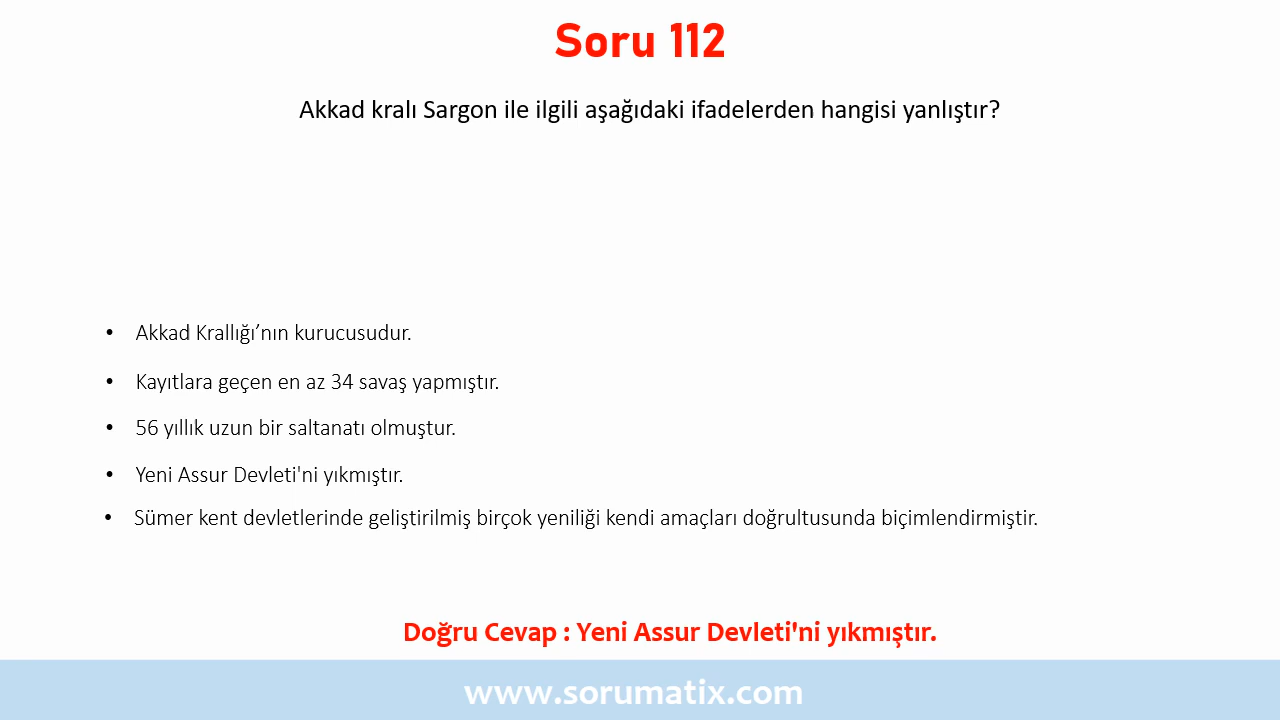 Soru 112
Akkad kralı Sargon ile ilgili aşağıdaki ifadelerden hangisi yanlıştır?
• Akkad Krallığı’nın kurucusudur.
• Kayıtlara geçen en az 34 savaş yapmıştır.
• 56 yıllık uzun bir saltanatı olmuştur.
• Yeni Assur Devleti'ni yıkmıştır.
• Sümer kent devletlerinde geliştirilmiş birçok yeniliği kendi amaçları doğrultusunda biçimlendirmiştir.
Doğru Cevap : Yeni Assur Devleti'ni yıkmıştır.
www.sorumatix.com